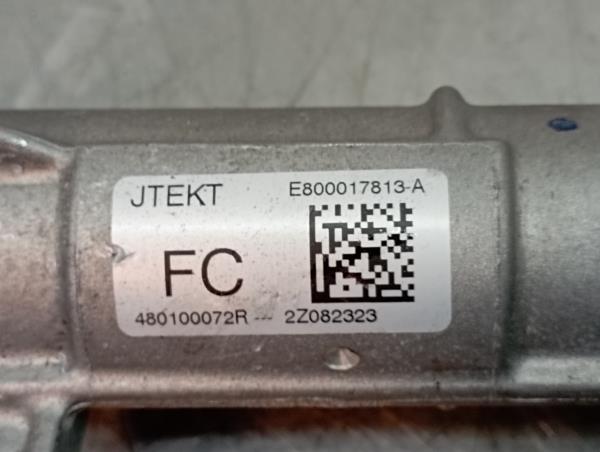 JTEKT E800017813-A
FC
480100072R --- 2Z082323